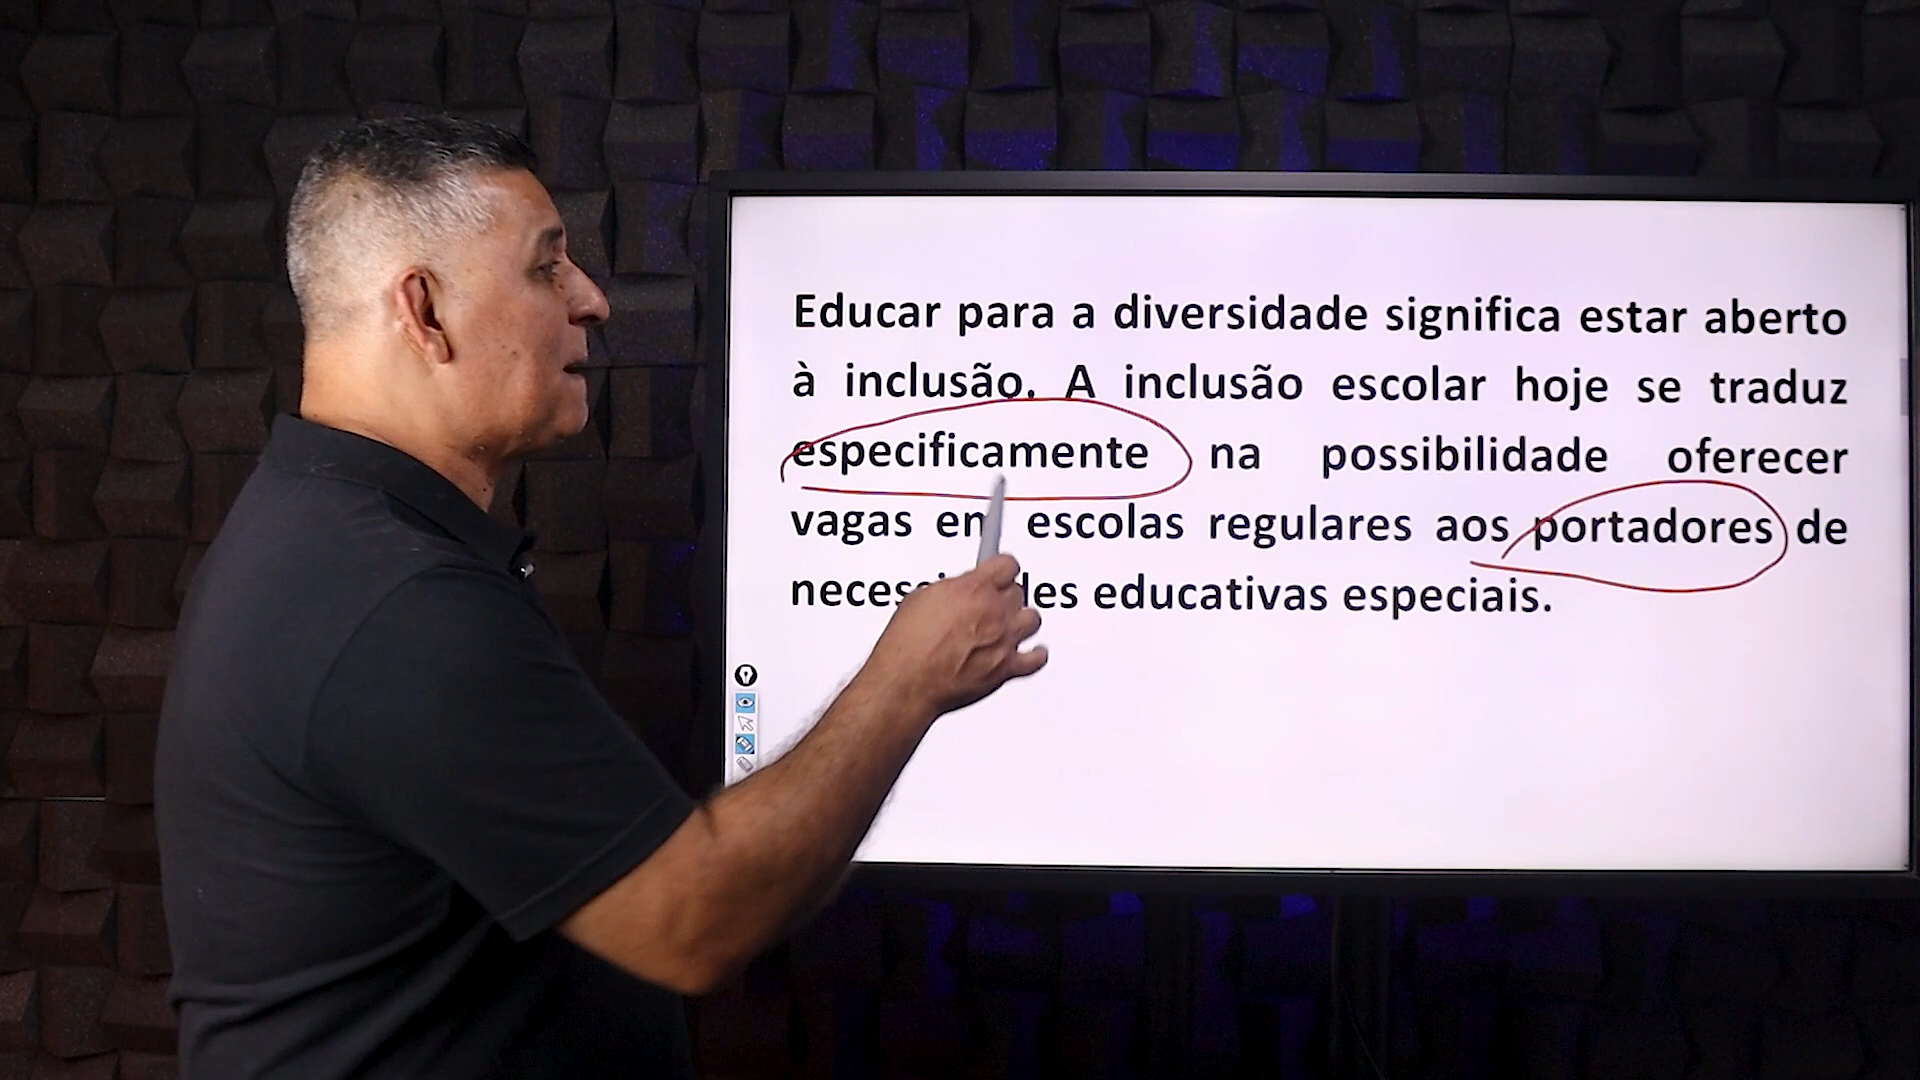 Educar para a diversidade significa estar aberto
à inclusão. A inclusão escolar hoje se traduz
especificamente na possibilidade oferecer
vagas em escolas regulares aos portadores de
educativas especiais.